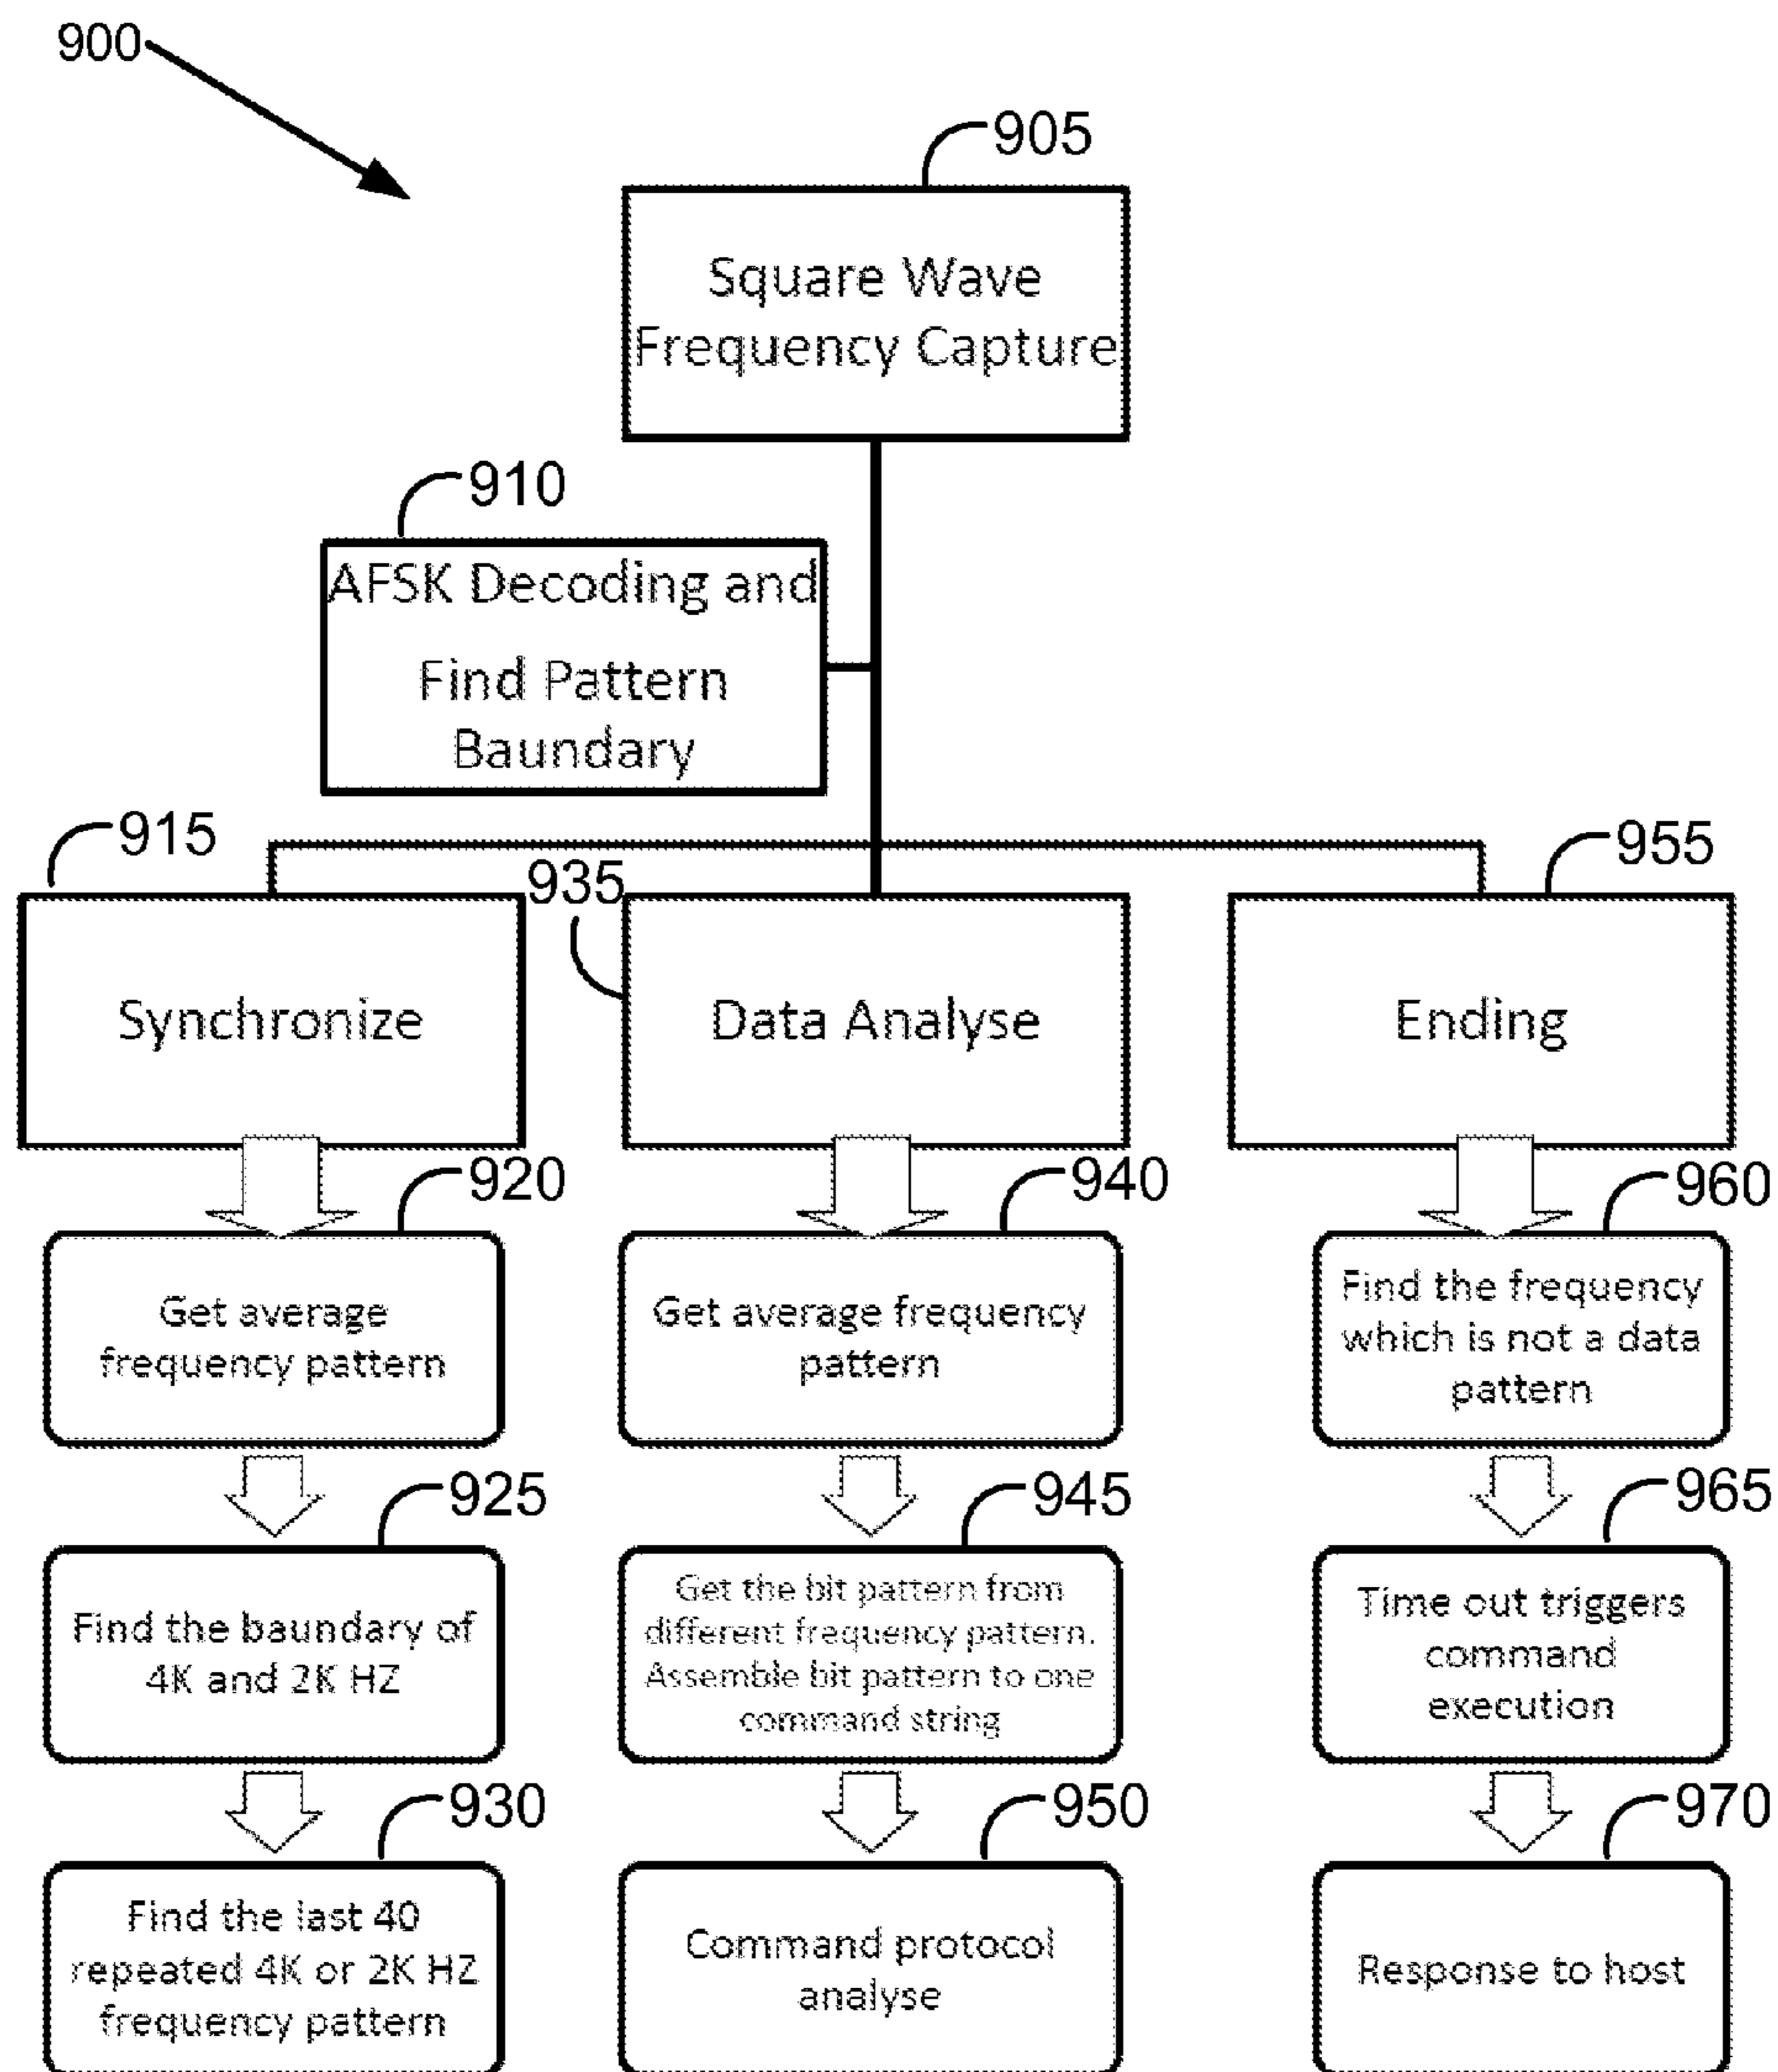 900
905
Square Wave
Frequency Capture
910
AFSK Decoding and
Find Pattern
Baundary
915
935
955
Synchronize
Data Analyse
Ending
920
940
960
Get average
frequency pattern
Get average frequency
pattern
Find the frequency
which is not a data
pattern
925
945
965
Find the baundary of
4K and 2K HZ
Get the bit pattern from
different frequency pattern.
Assemble bit pattern to one
command string
Time out triggers
command
execution
930
950
970
Find the last 40
repeated 4K or 2K HZ
frequency pattern
Command protocol
analyse
Response to host